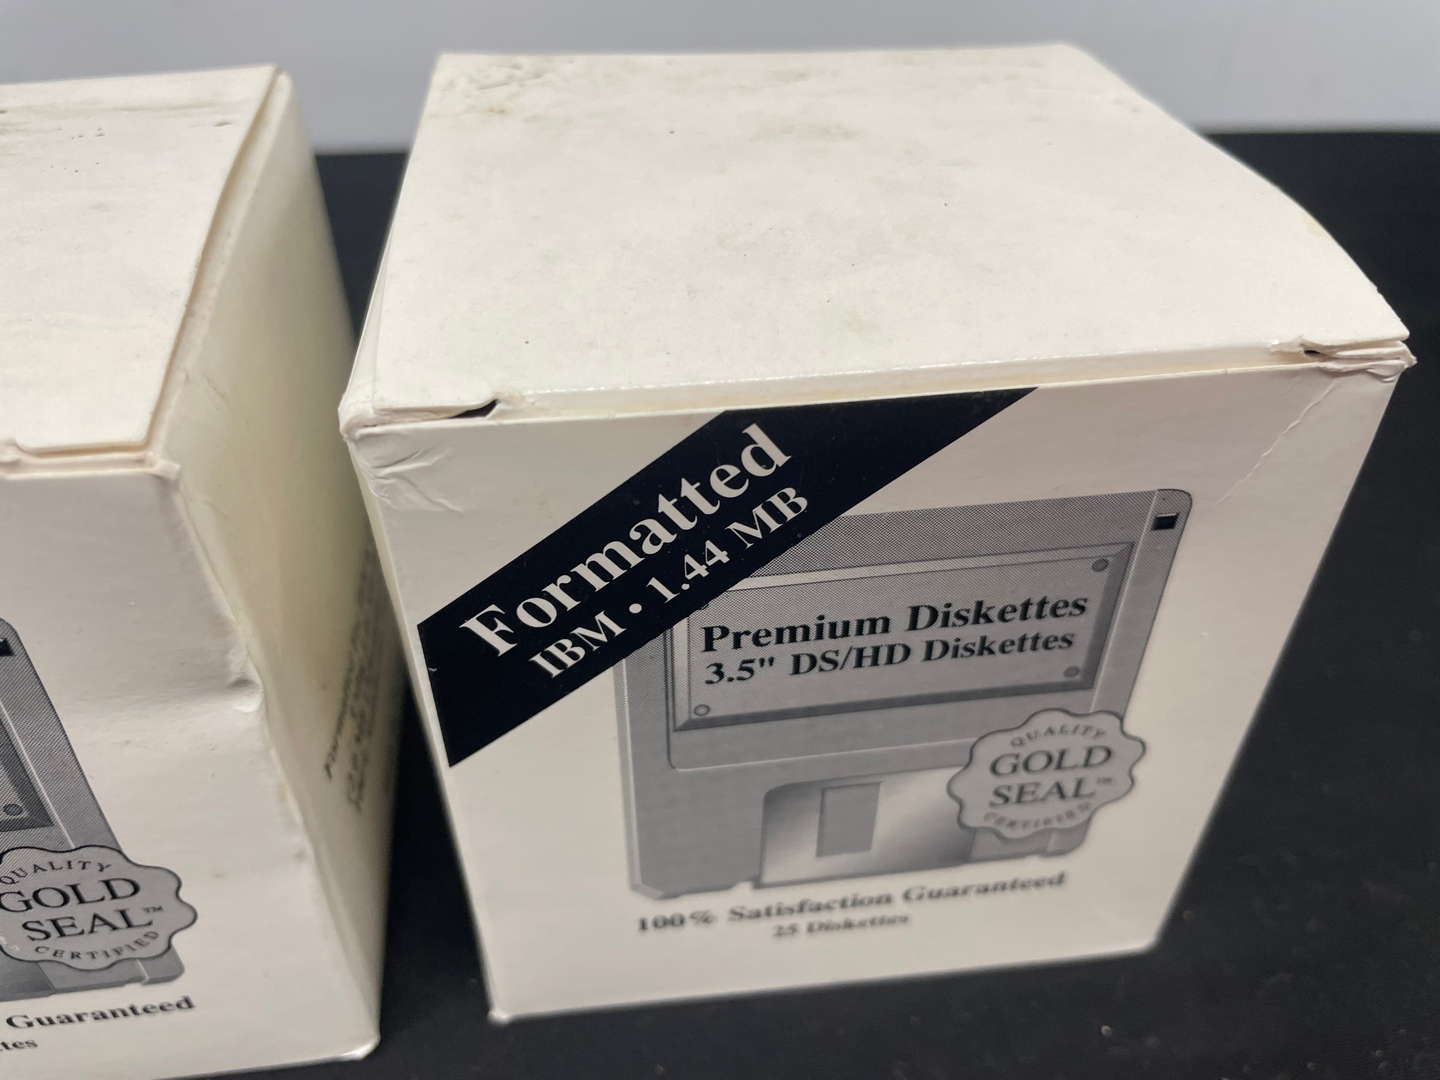 Formatted
IBM • 1.44 MB
Premium Diskettes
3.5" DS/HD Diskettes
QUALITY
GOLD
SEAL™
CERTIFIED
100% Satisfaction Guaranteed
25 Diskettes
QUALITY
GOLD
SEAL™
CERTIFIED
Guaranteed